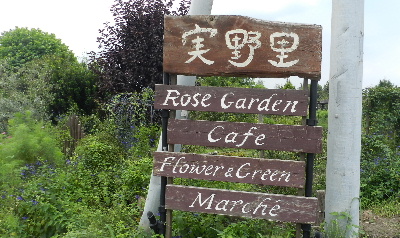 実野里
Rose Garden
Cafe
Flower & Green
Marché